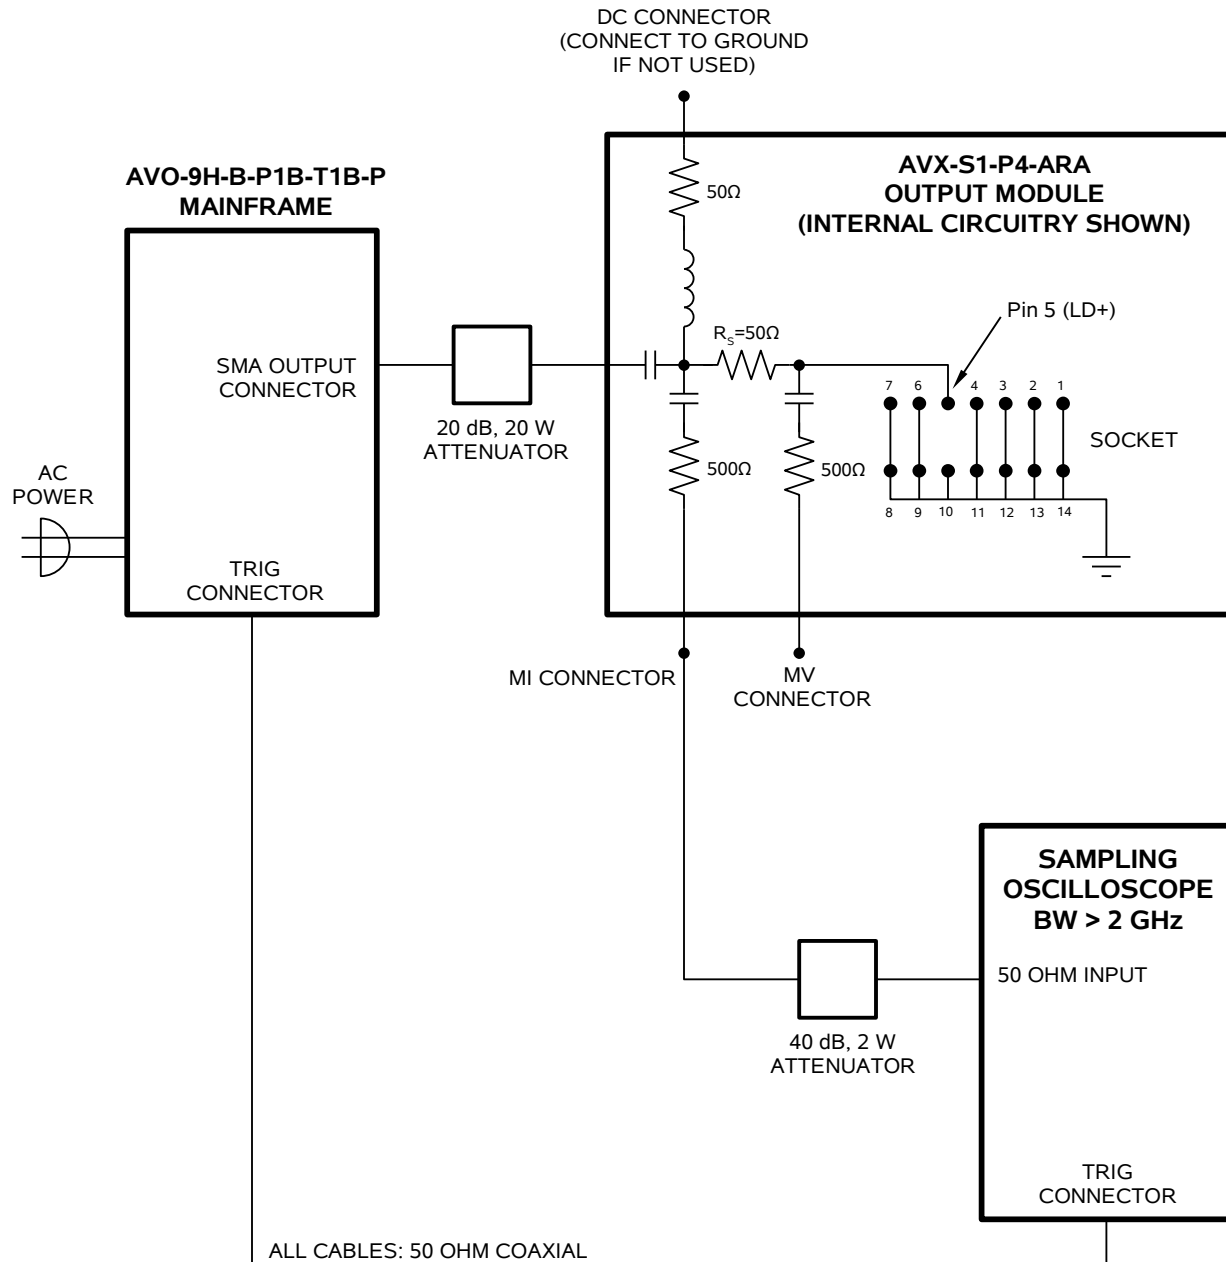 DC CONNECTOR
(CONNECT TO GROUND
IF NOT USED)
AVO-9H-B-P1B-T1B-P
MAINFRAME
AVX-S1-P4-ARA
OUTPUT MODULE
(INTERNAL CIRCUITRY SHOWN)
50Ω
Pin 5 (LD+)
RS=50Ω
SMA OUTPUT
CONNECTOR
7 6 4 3 2 1
20 dB, 20 W
ATTENUATOR
500Ω
500Ω
SOCKET
8 9 10 11 12 13 14
AC
POWER
TRIG
CONNECTOR
MI CONNECTOR
MV
CONNECTOR
SAMPLING
OSCILLOSCOPE
BW > 2 GHz
50 OHM INPUT
40 dB, 2 W
ATTENUATOR
TRIG
CONNECTOR
ALL CABLES: 50 OHM COAXIAL